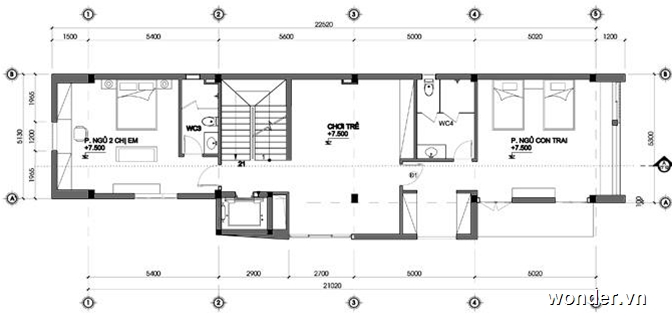 1 2 3 4 5
22520
1500 5400 5600 5000 5020 1200
B B
1965 1200 1965
5130
5300
100
A A
P. NGỦ 2 CHỊ EM
+7.500
WC3
21
CHƠI TRẺ
+7.500
WC4
P. NGỦ CON TRAI
+7.500
5400 2900 2700 5000 5020
21020
1 2 3 4 5
wonder.vn